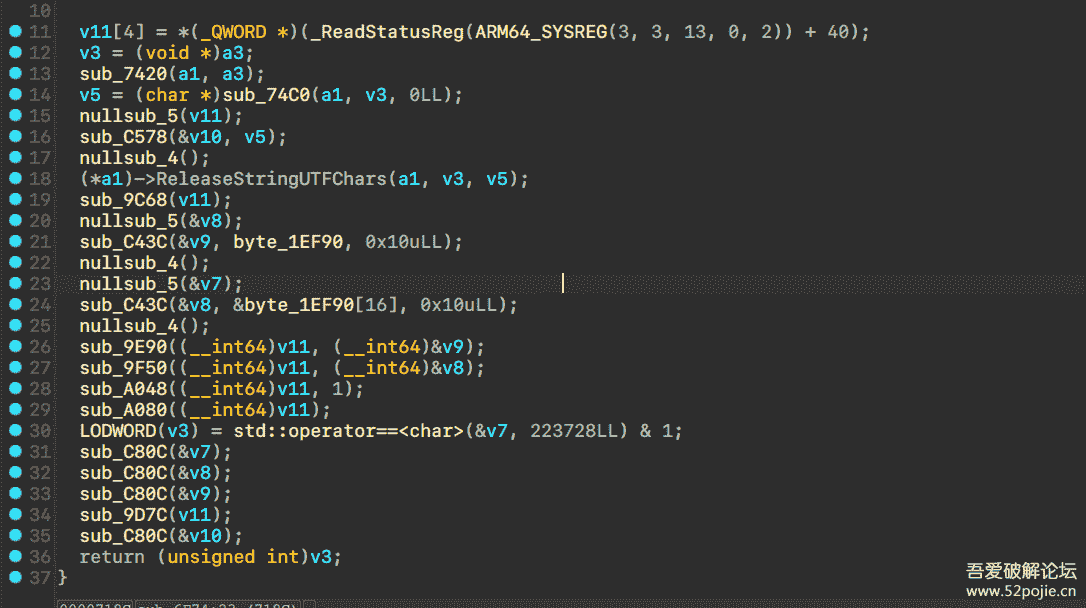 10
11 v11[4] = *(_QWORD *)(_ReadStatusReg(ARM64_SYSREG(3, 3, 13, 0, 2)) + 40);
12 v3 = (void *)a3;
13 sub_7420(a1, a3);
14 v5 = (char *)sub_74C0(a1, v3, 0LL);
15 nullsub_5(v11);
16 sub_C578(&v10, v5);
17 nullsub_4();
18 (*a1)->ReleaseStringUTFChars(a1, v3, v5);
19 sub_9C68(v11);
20 nullsub_5(&v8);
21 sub_C43C(&v9, byte_1EF90, 0x10uLL);
22 nullsub_4();
23 nullsub_5(&v7);
24 sub_C43C(&v8, &byte_1EF90[16], 0x10uLL);
25 nullsub_4();
26 sub_9E90((__int64)v11, (__int64)&v9);
27 sub_9F50((__int64)v11, (__int64)&v8);
28 sub_A048((__int64)v11, 1);
29 sub_A080((__int64)v11);
30 LODWORD(v3) = std::operator==<char>(&v7, 223728LL) & 1;
31 sub_C80C(&v7);
32 sub_C80C(&v8);
33 sub_C80C(&v9);
34 sub_9D7C(v11);
35 sub_C80C(&v10);
36 return (unsigned int)v3;
37 }
吾爱破解论坛
www.52pojie.cn